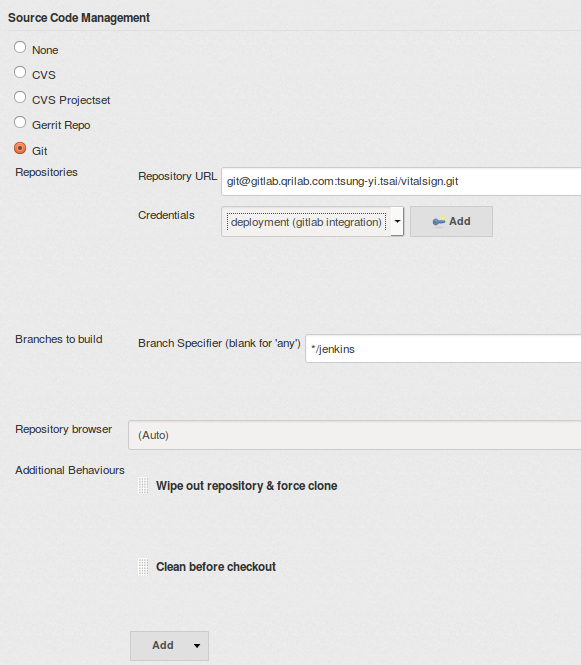 Source Code Management
None
CVS
CVS Projectset
Gerrit Repo
Git
Repositories
Repository URL git@gitlab.qrilab.com:tsung-yi.tsai/vitalsign.git
Credentials deployment (gitlab integration) Add
Branches to build Branch Specifier (blank for 'any') */jenkins
Repository browser (Auto)
Additional Behaviours
Wipe out repository & force clone
Clean before checkout
Add